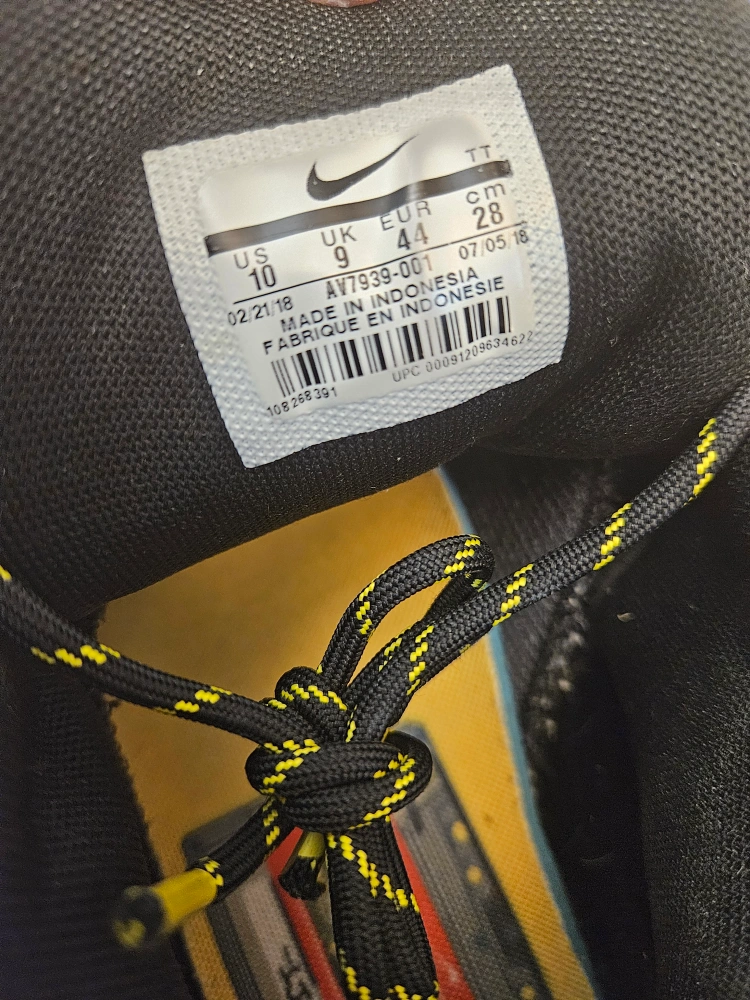 TT
US UK EUR cm
10 9 44 28
02/21/18 AV7939-001 07/05/18
MADE IN INDONESIA
FABRIQUE EN INDONESIE
108268391 UPC 00091209634622